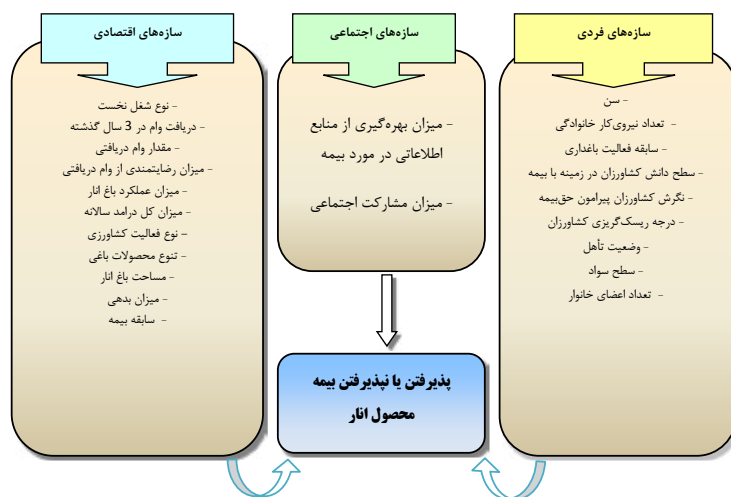 سازه‌های فردی
- سن
- تعداد نیروی‌کار خانوادگی
- سابقه فعالیت باغداری
- سطح دانش کشاورزان در زمینه با بیمه
- نگرش کشاورزان پیرامون حق‌بیمه
- درجه ریسک‌گریزی کشاورزان
- وضعیت تأهل
- سطح سواد
- تعداد اعضای خانوار
سازه‌های اجتماعی
- میزان بهره‌گیری از منابع
اطلاعاتی در مورد بیمه
- میزان مشارکت اجتماعی
سازه‌های اقتصادی
- نوع شغل نخست
- دریافت وام در 3 سال گذشته
- مقدار وام دریافتی
- میزان رضایتمندی از وام دریافتی
- میزان عملکرد باغ انار
- میزان کل درامد سالانه
- نوع فعالیت کشاورزی
- تنوع محصولات باغی
- مساحت باغ انار
- میزان بدهی
- سابقه بیمه
پذیرفتن یا نپذیرفتن بیمه
محصول انار